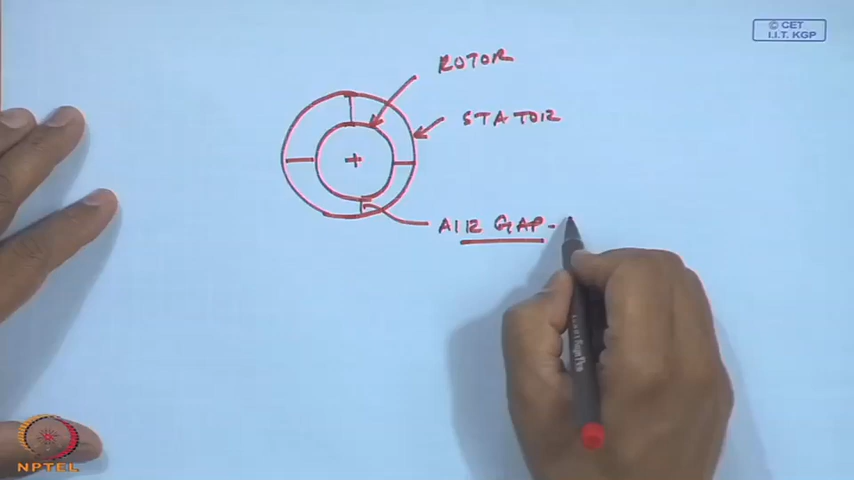 © CET
I.I.T. KGP
ROTOR
STATOR
AIR GAP -
NPTEL